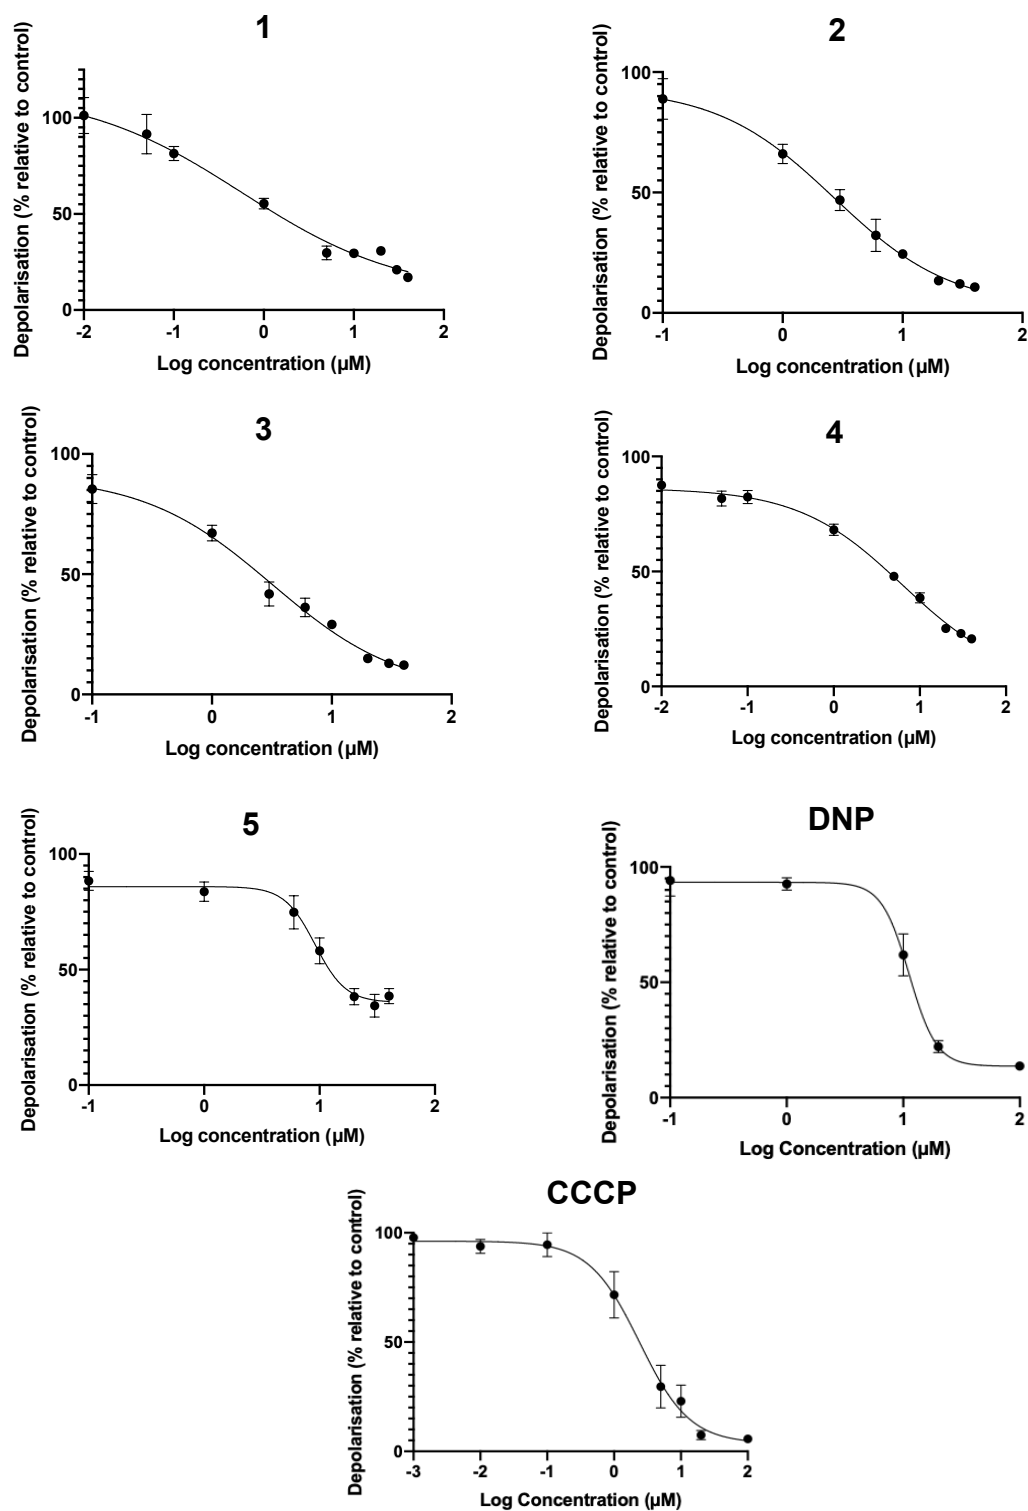 1
Depolarisation (% relative to control)
100
50
0
-2 -1 0 1 2
Log concentration (µM)
2
Depolarisation (% relative to control)
100
50
0
-1 0 1 2
Log concentration (µM)
3
Depolarisation (% relative to control)
100
50
0
-1 0 1 2
Log concentration (µM)
4
Depolarisation (% relative to control)
100
50
0
-2 -1 0 1 2
Log concentration (µM)
5
Depolarisation (% relative to control)
100
50
0
-1 0 1 2
Log concentration (µM)
DNP
Depolarisation (% relative to control)
100
50
0
-1 0 1 2
Log Concentration (µM)
CCCP
Depolarisation (% relative to control)
100
50
0
-3 -2 -1 0 1 2
Log Concentration (µM)